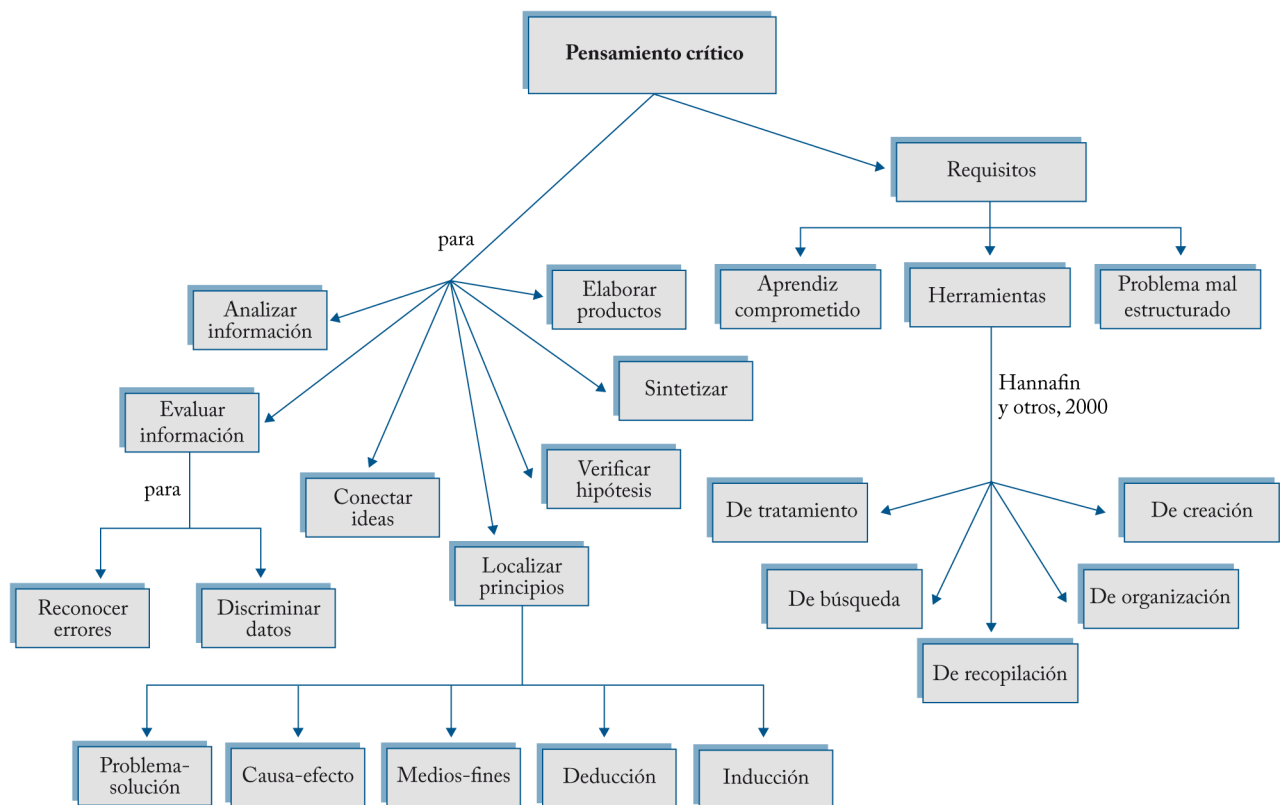 Pensamiento crítico
Requisitos
para
Aprendiz
comprometido
Herramientas
Problema mal
estructurado
Analizar
información
Elaborar
productos
Sintetizar
Evaluar
información
Verificar
hipótesis
Conectar
ideas
Localizar
principios
para
Reconocer
errores
Discriminar
datos
Hannafin
y otros, 2000
De tratamiento
De creación
De búsqueda
De organización
De recopilación
Problema-
solución
Causa-efecto
Medios-fines
Deducción
Inducción